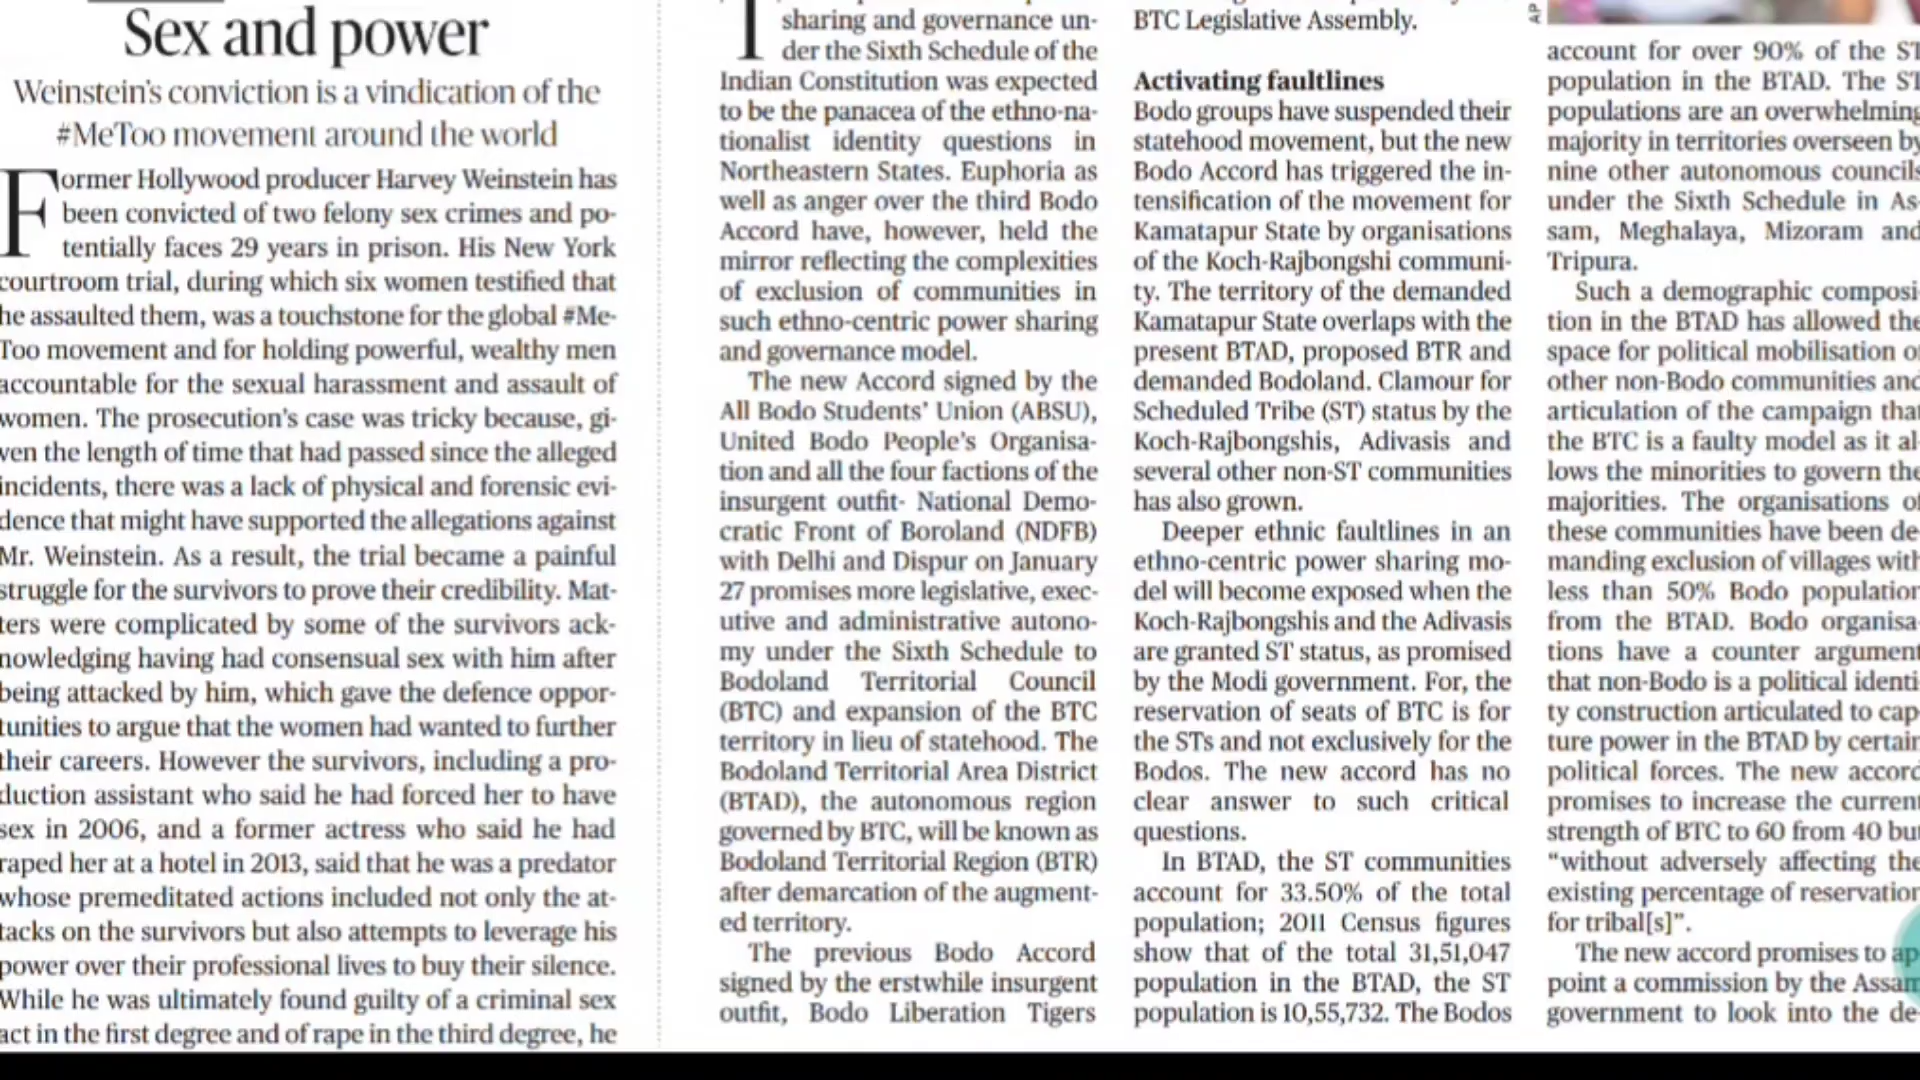 Sex and power
Weinstein's conviction is a vindication of the
#MeToo movement around the world
Former Hollywood producer Harvey Weinstein has
been convicted of two felony sex crimes and po-
tentially faces 29 years in prison. His New York
courtroom trial, during which six women testified that
he assaulted them, was a touchstone for the global #Me-
Too movement and for holding powerful, wealthy men
accountable for the sexual harassment and assault of
women. The prosecution's case was tricky because, gi-
ven the length of time that had passed since the alleged
incidents, there was a lack of physical and forensic evi-
dence that might have supported the allegations against
Mr. Weinstein. As a result, the trial became a painful
struggle for the survivors to prove their credibility. Mat-
ters were complicated by some of the survivors ack-
nowledging having had consensual sex with him after
being attacked by him, which gave the defence oppor-
tunities to argue that the women had wanted to further
their careers. However the survivors, including a pro-
duction assistant who said he had forced her to have
sex in 2006, and a former actress who said he had
raped her at a hotel in 2013, said that he was a predator
whose premeditated actions included not only the at-
tacks on the survivors but also attempts to leverage his
power over their professional lives to buy their silence.
While he was ultimately found guilty of a criminal sex
act in the first degree and of rape in the third degree, he
T
sharing and governance un-
der the Sixth Schedule of the
Indian Constitution was expected
to be the panacea of the ethno-na-
tionalist identity questions in
Northeastern States. Euphoria as
well as anger over the third Bodo
Accord have, however, held the
mirror reflecting the complexities
of exclusion of communities in
such ethno-centric power sharing
and governance model.
The new Accord signed by the
All Bodo Students' Union (ABSU),
United Bodo People's Organisa-
tion and all the four factions of the
insurgent outfit- National Demo-
cratic Front of Boroland (NDFB)
with Delhi and Dispur on January
27 promises more legislative, exec-
utive and administrative autono-
my under the Sixth Schedule to
Bodoland Territorial Council
(BTC) and expansion of the BTC
territory in lieu of statehood. The
Bodoland Territorial Area District
(BTAD), the autonomous region
governed by BTC, will be known as
Bodoland Territorial Region (BTR)
after demarcation of the augment-
ed territory.
The previous Bodo Accord
signed by the erstwhile insurgent
outfit, Bodo Liberation Tigers
BTC Legislative Assembly.
Activating faultlines
Bodo groups have suspended their
statehood movement, but the new
Bodo Accord has triggered the in-
tensification of the movement for
Kamatapur State by organisations
of the Koch-Rajbongshi communi-
ty. The territory of the demanded
Kamatapur State overlaps with the
present BTAD, proposed BTR and
demanded Bodoland. Clamour for
Scheduled Tribe (ST) status by the
Koch-Rajbongshis, Adivasis and
several other non-ST communities
has also grown.
Deeper ethnic faultlines in an
ethno-centric power sharing mo-
del will become exposed when the
Koch-Rajbongshis and the Adivasis
are granted ST status, as promised
by the Modi government. For, the
reservation of seats of BTC is for
the STs and not exclusively for the
Bodos. The new accord has no
clear answer to such critical
questions.
In BTAD, the ST communities
account for 33.50% of the total
population; 2011 Census figures
show that of the total 31,51,047
population in the BTAD, the ST
population is 10,55,732. The Bodos
AP
account for over 90% of the ST
population in the BTAD. The ST
populations are an overwhelming
majority in territories overseen by
nine other autonomous councils
under the Sixth Schedule in As-
sam, Meghalaya, Mizoram and
Tripura.
Such a demographic composi
tion in the BTAD has allowed the
space for political mobilisation of
other non-Bodo communities and
articulation of the campaign that
the BTC is a faulty model as it al
lows the minorities to govern the
majorities. The organisations of
these communities have been de
manding exclusion of villages with
less than 50% Bodo population
from the BTAD. Bodo organisa
tions have a counter argument
that non-Bodo is a political identi
ty construction articulated to cap
ture power in the BTAD by certain
political forces. The new accord
promises to increase the current
strength of BTC to 60 from 40 but
"without adversely affecting the
existing percentage of reservation
for tribal[s]".
The new accord promises to ap
point a commission by the Assam
government to look into the de